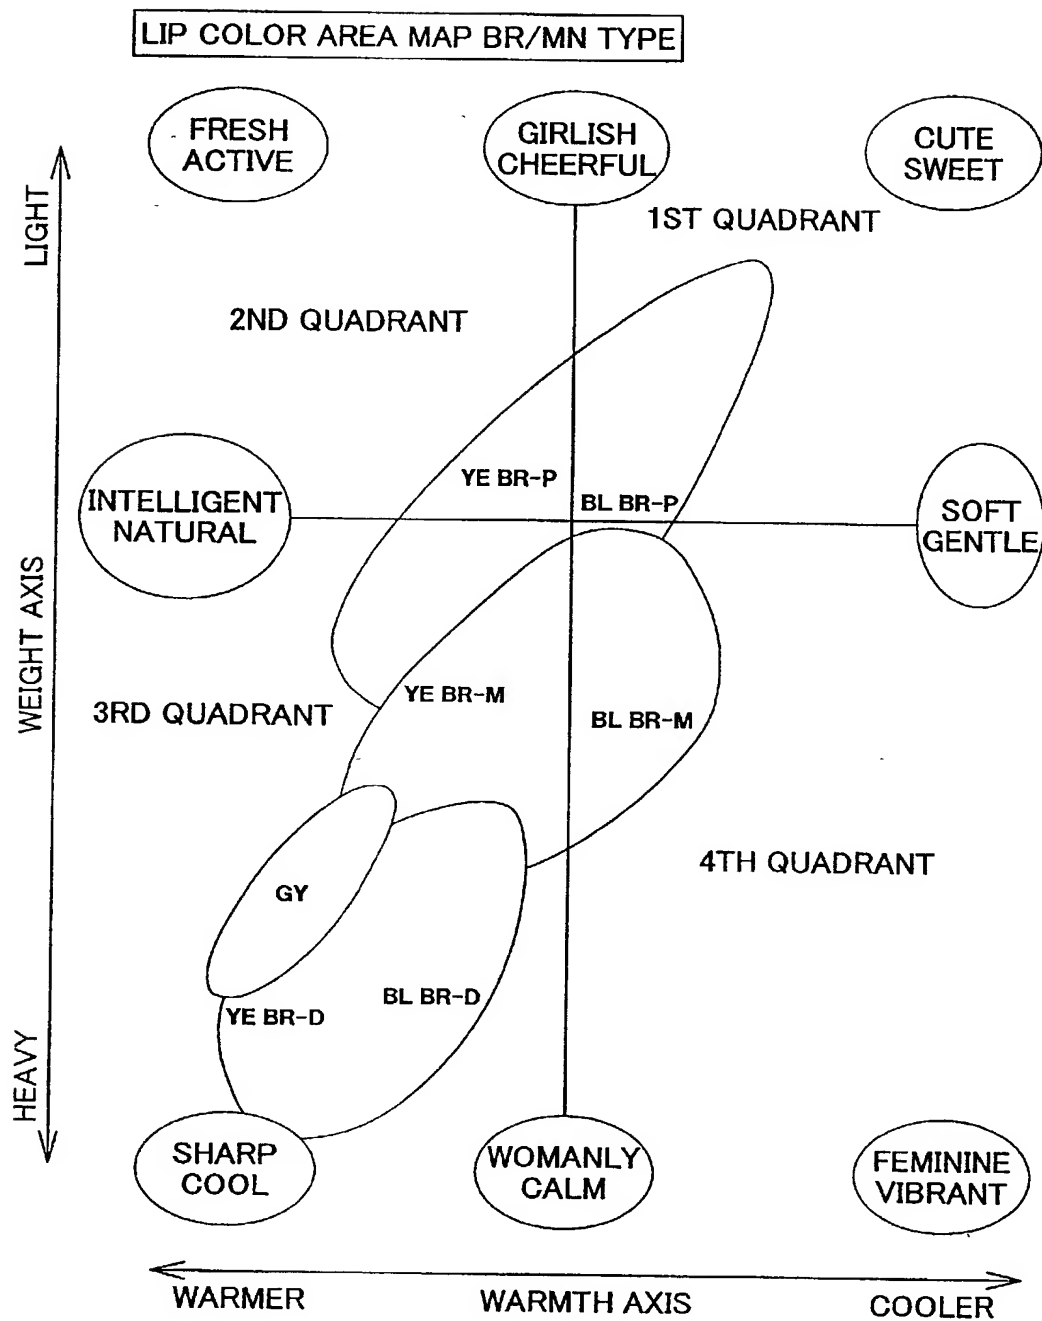 LIP COLOR AREA MAP BR/MN TYPE
FRESH
ACTIVE
GIRLISH
CHEERFUL
CUTE
SWEET
LIGHT
1ST QUADRANT
2ND QUADRANT
YE BR-P
BL BR-P
INTELLIGENT
NATURAL
SOFT
GENTLE
WEIGHT AXIS
YE BR-M
BL BR-M
3RD QUADRANT
4TH QUADRANT
GY
BL BR-D
YE BR-D
HEAVY
SHARP
COOL
WOMANLY
CALM
FEMININE
VIBRANT
WARMER
WARMTH AXIS
COOLER